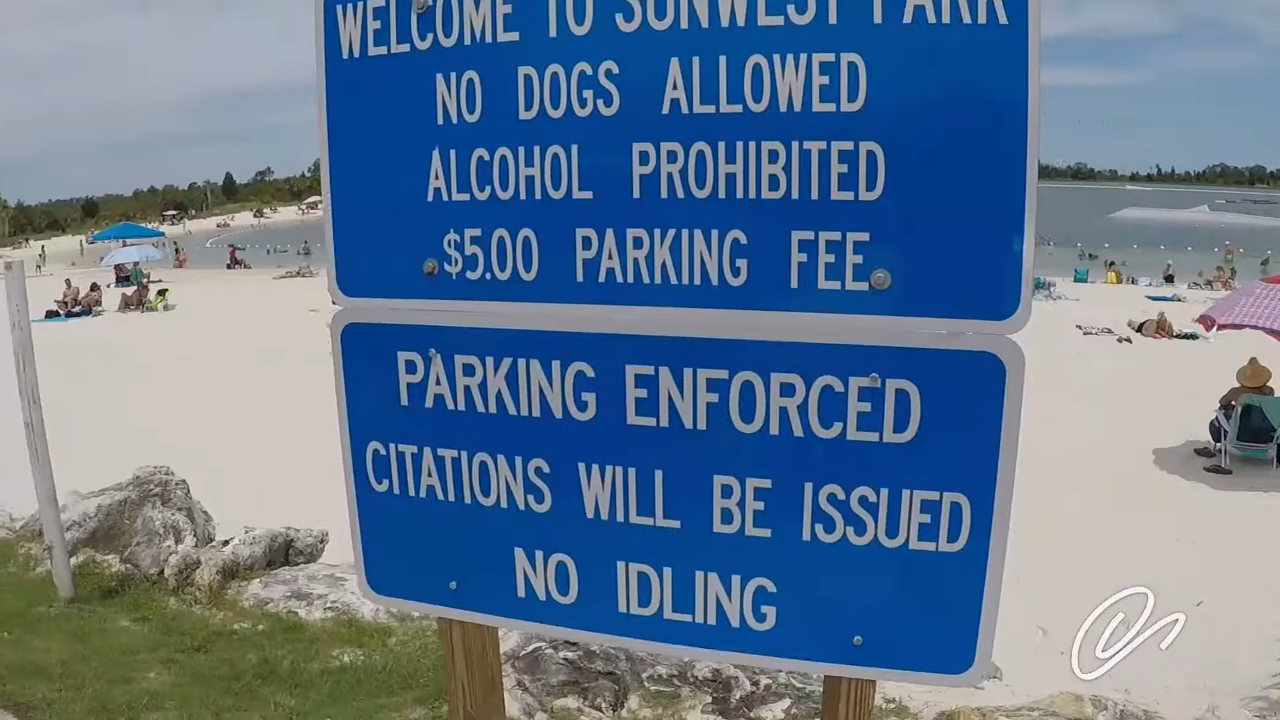 WELCOME TO SUNWEST PARK
NO DOGS ALLOWED
ALCOHOL PROHIBITED
$5.00 PARKING FEE
PARKING ENFORCED
CITATIONS WILL BE ISSUED
NO IDLING